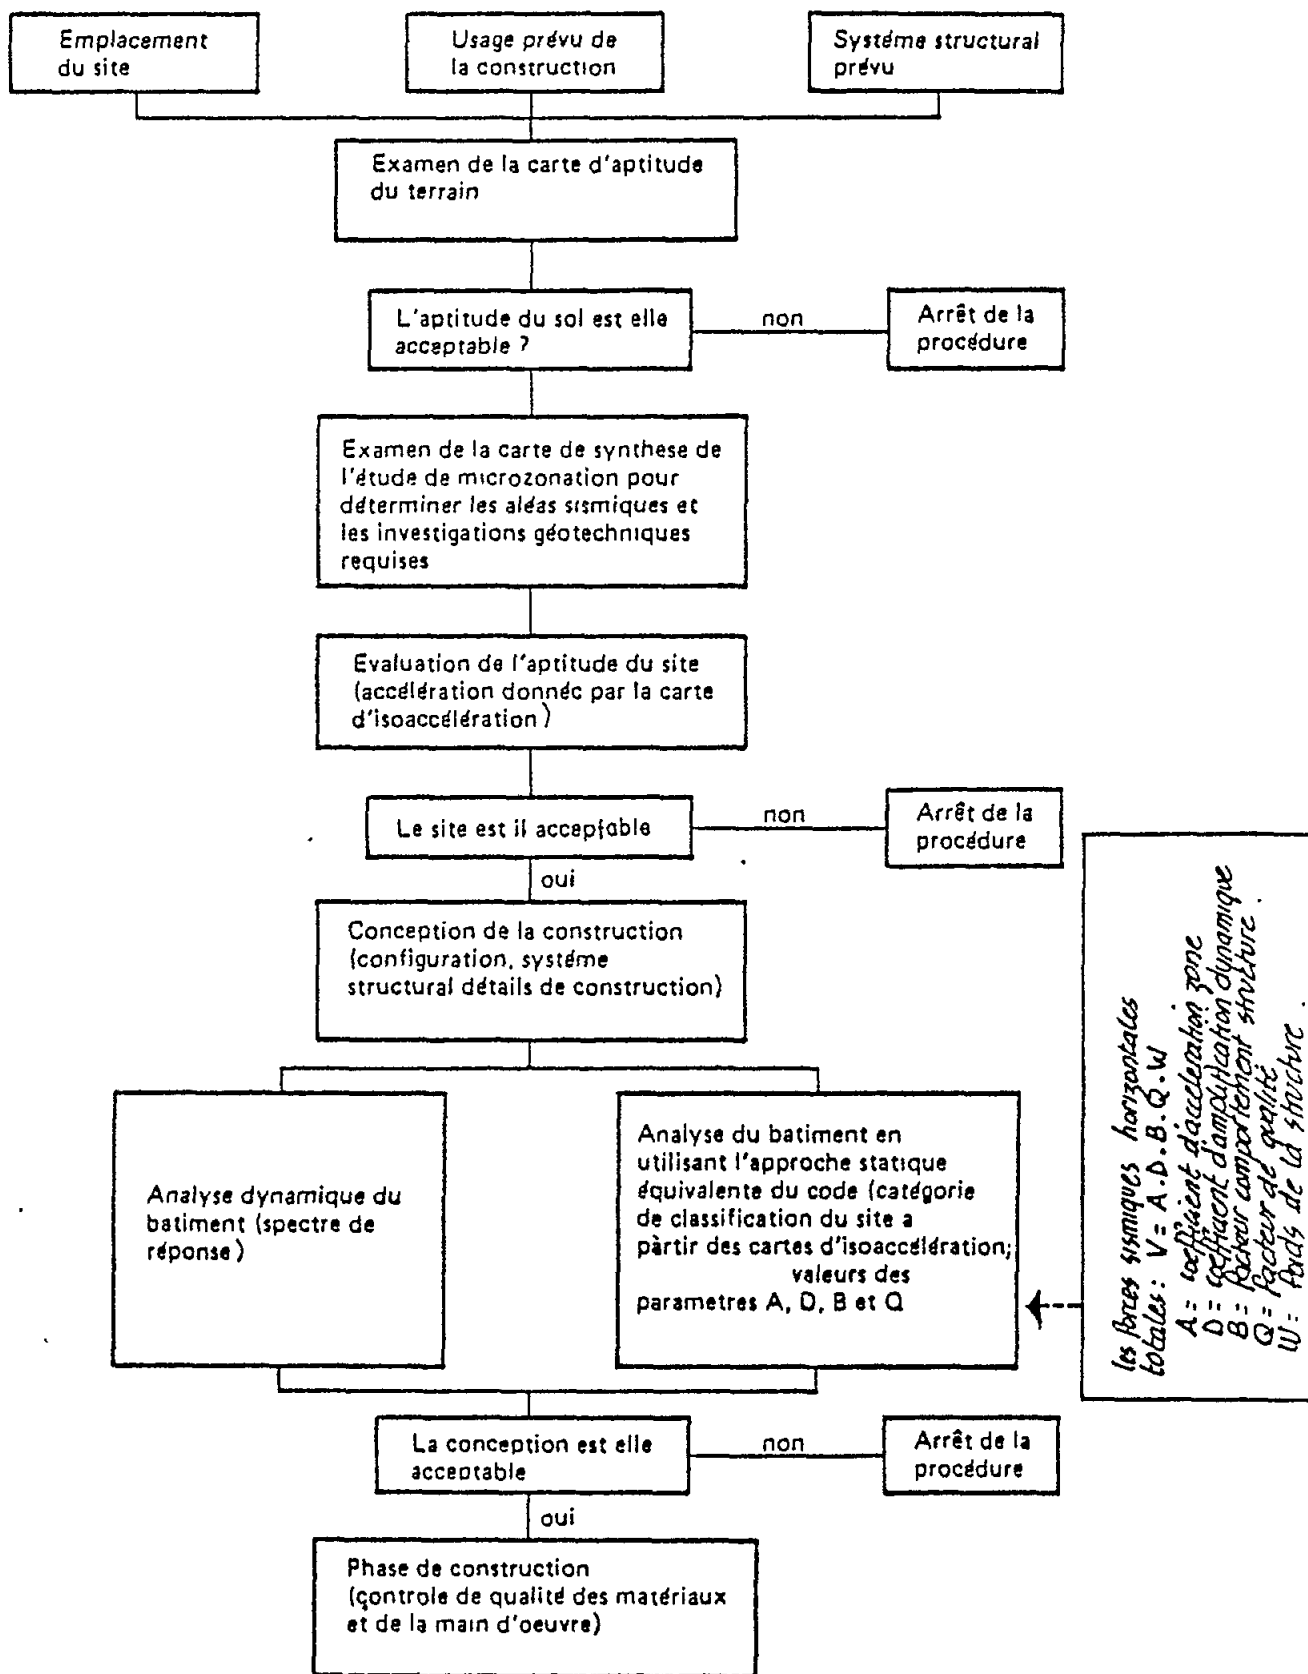 Emplacement
du site
Usage prévu de
la construction
Systéme structural
prévu
Examen de la carte d'aptitude
du terrain
L'aptitude du sol est elle
acceptable ?
non
Arrêt de la
procédure
Examen de la carte de synthese de
l'étude de microzonation pour
déterminer les aléas sismiques et
les investigations géotechniques
requises
Evaluation de l'aptitude du site
(accélération donnéc par la carte
d'isoaccélération)
Le site est il acceptable
non
Arrêt de la
procédure
oui
Conception de la construction
(configuration, systéme
structural détails de construction)
Analyse dynamique du
batiment (spectre de
réponse)
Analyse du batiment en
utilisant l'approche statique
équivalente du code (catégorie
de classification du site a
pàrtir des cartes d'isoaccélération;
valeurs des
parametres A, D, B et Q
les forces sismiques horizontales
totales: V = A.D.B.Q.W
A = coefficient d'acceleration zone
D = coefficient d'amplification dynamique
B = facteur comportement structure.
Q = Facteur de qualité
W = Poids de la structure.
La conception est elle
acceptable
non
Arrêt de la
procédure
oui
Phase de construction
(controle de qualité des matériaux
et de la main d'oeuvre)